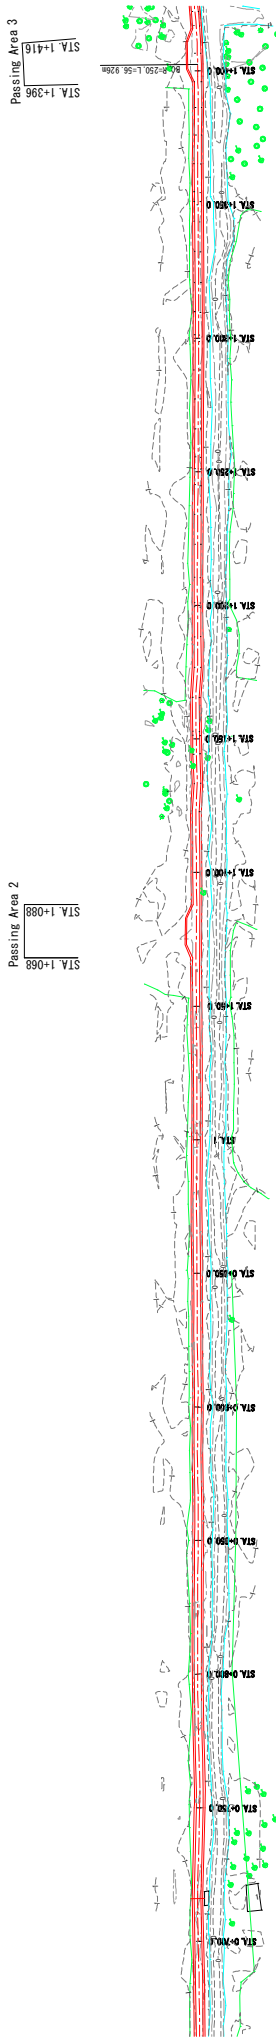 Passing Area 3
STA. 1+416
STA. 1+396
BC R=250, L=56.9268
STA. 1+400.0
STA. 1+350.0
STA. 1+300.0
STA. 1+250.0
STA. 1+200.0
STA. 1+150.0
STA. 1+100.0
Passing Area 2
STA. 1+088
STA. 1+068
STA. 1+050.0
STA. 1
STA. 0+950.0
STA. 0+900.0
STA. 0+850.0
STA. 0+800.0
STA. 0+750.0
STA. 0+700.0